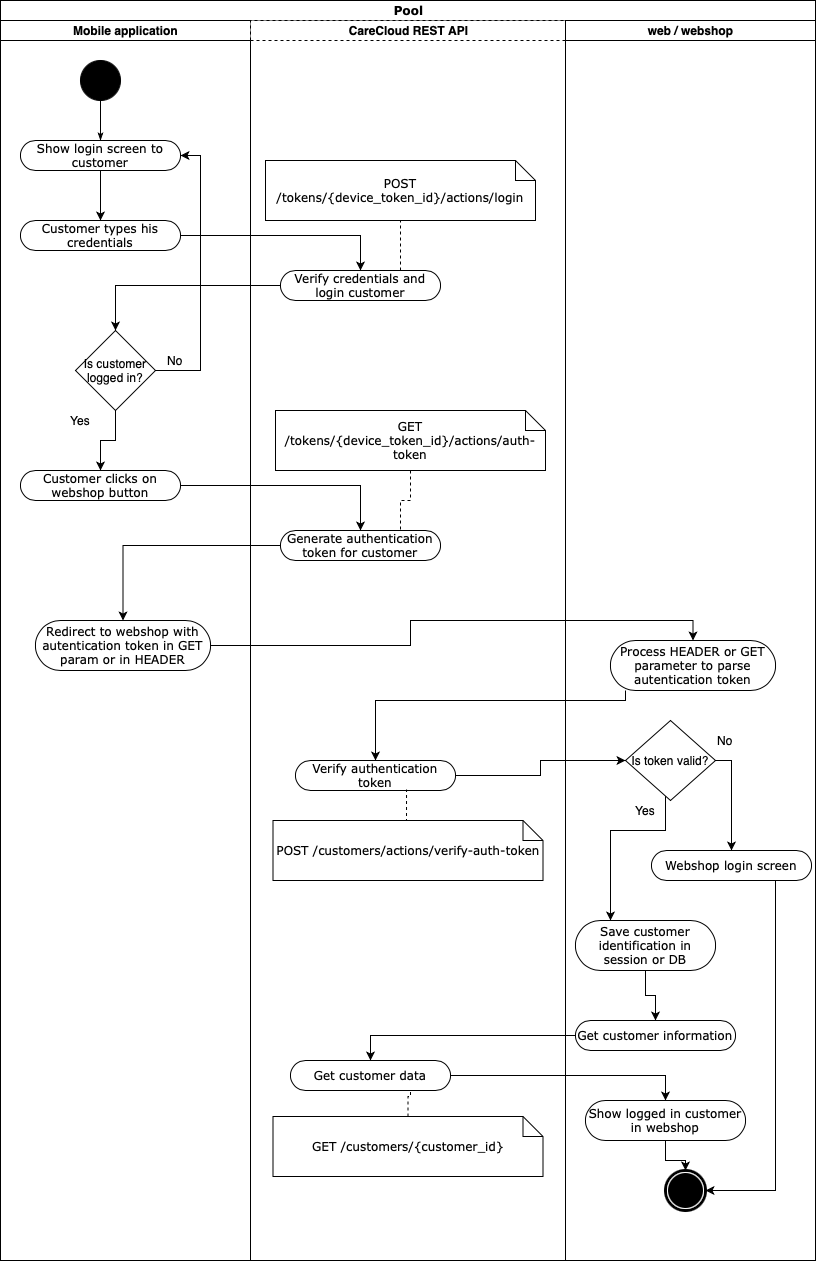 Pool
Mobile application
CareCloud REST API
web / webshop
Show login screen to
customer
POST
/tokens/{device_token_id}/actions/login
Customer types his
credentials
Verify credentials and
login customer
Is customer
logged in?
No
Yes
GET
/tokens/{device_token_id}/actions/auth-
token
Customer clicks on
webshop button
Generate authentication
token for customer
Redirect to webshop with
autentication token in GET
param or in HEADER
Process HEADER or GET
parameter to parse
autentication token
Verify authentication
token
Is token valid?
No
Yes
POST /customers/actions/verify-auth-token
Webshop login screen
Save customer
identification in
session or DB
Get customer information
Get customer data
Show logged in customer
in webshop
GET /customers/{customer_id}